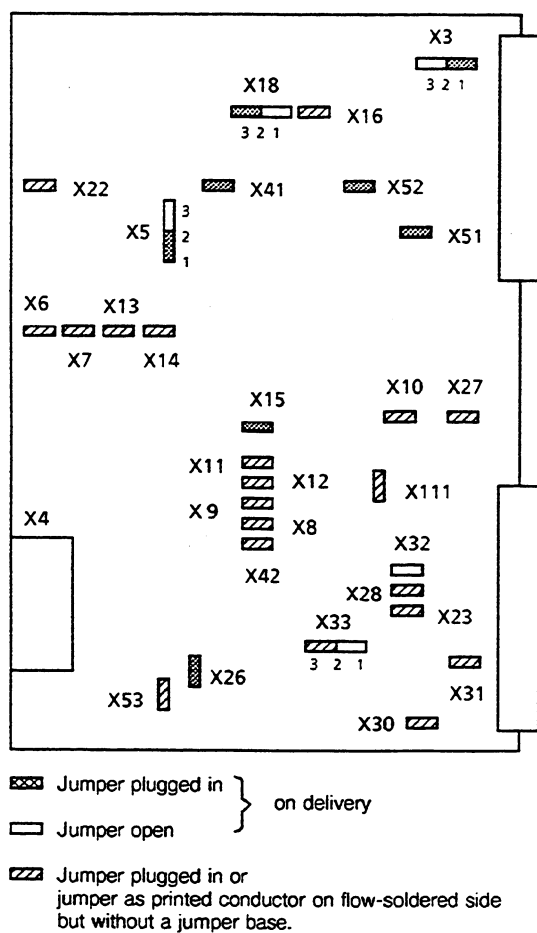 X3
3 2 1
X18
X16
3 2 1
X22
X41
X52
X5
3
2
1
X51
X6
X13
X7
X14
X10
X27
X15
X11
X12
X111
X9
X8
X4
X42
X32
X28
X23
X33
3 2 1
X26
X31
X53
X30
Jumper plugged in
on delivery
Jumper open
Jumper plugged in or
jumper as printed conductor on flow-soldered side
but without a jumper base.